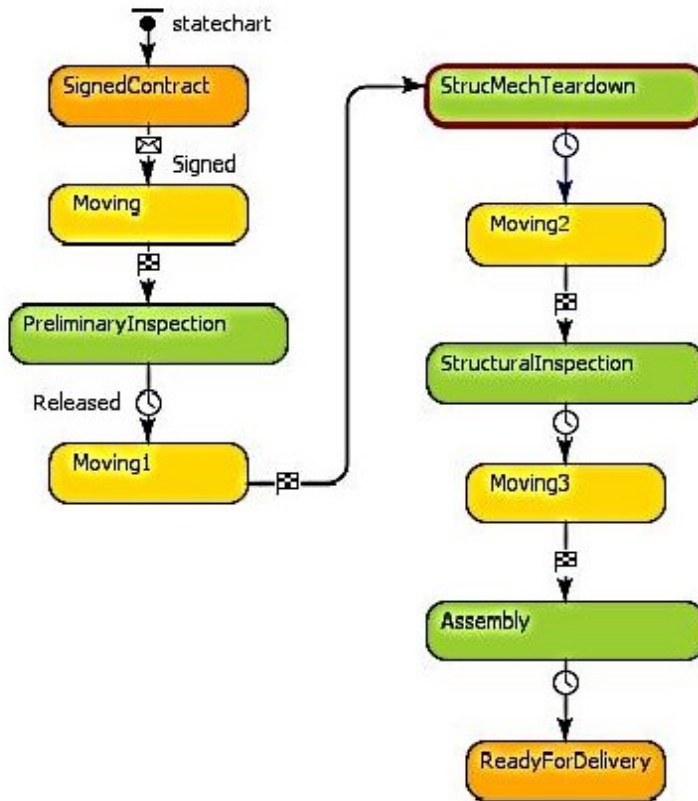 statechart
SignedContract
Signed
Moving
PreliminaryInspection
Released
Moving1
StrucMechTeardown
Moving2
StructuralInspection
Moving3
Assembly
ReadyForDelivery